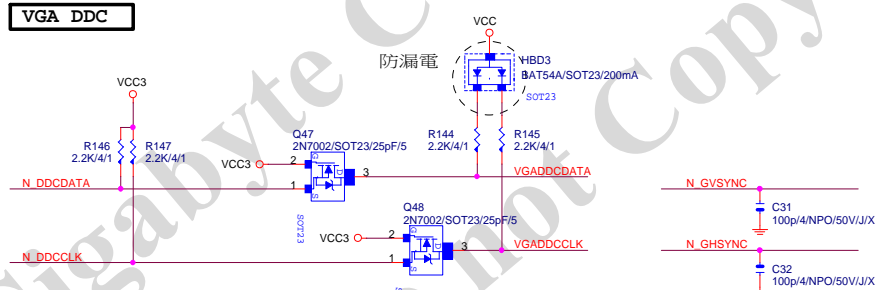 VGA DDC
VCC
防漏電
HBD3
BAT54A/SOT23/200mA
SOT23
VCC3
R146
2.2K/4/1
R147
2.2K/4/1
Q47
2N7002/SOT23/25pF/5
R144
2.2K/4/1
R145
2.2K/4/1
VCC3
2
G
D
3
1
S
N_DDCDATA
VGADDCDATA
N_GVSYNC
SOT23
Q48
2N7002/SOT23/25pF/5
C31
100p/4/NPO/50V/J/X
VCC3
2
G
D
3
1
S
N_DDCCLK
VGADDCCLK
N_GHSYNC
C32
100p/4/NPO/50V/J/X
Gigabyte C
not Copy